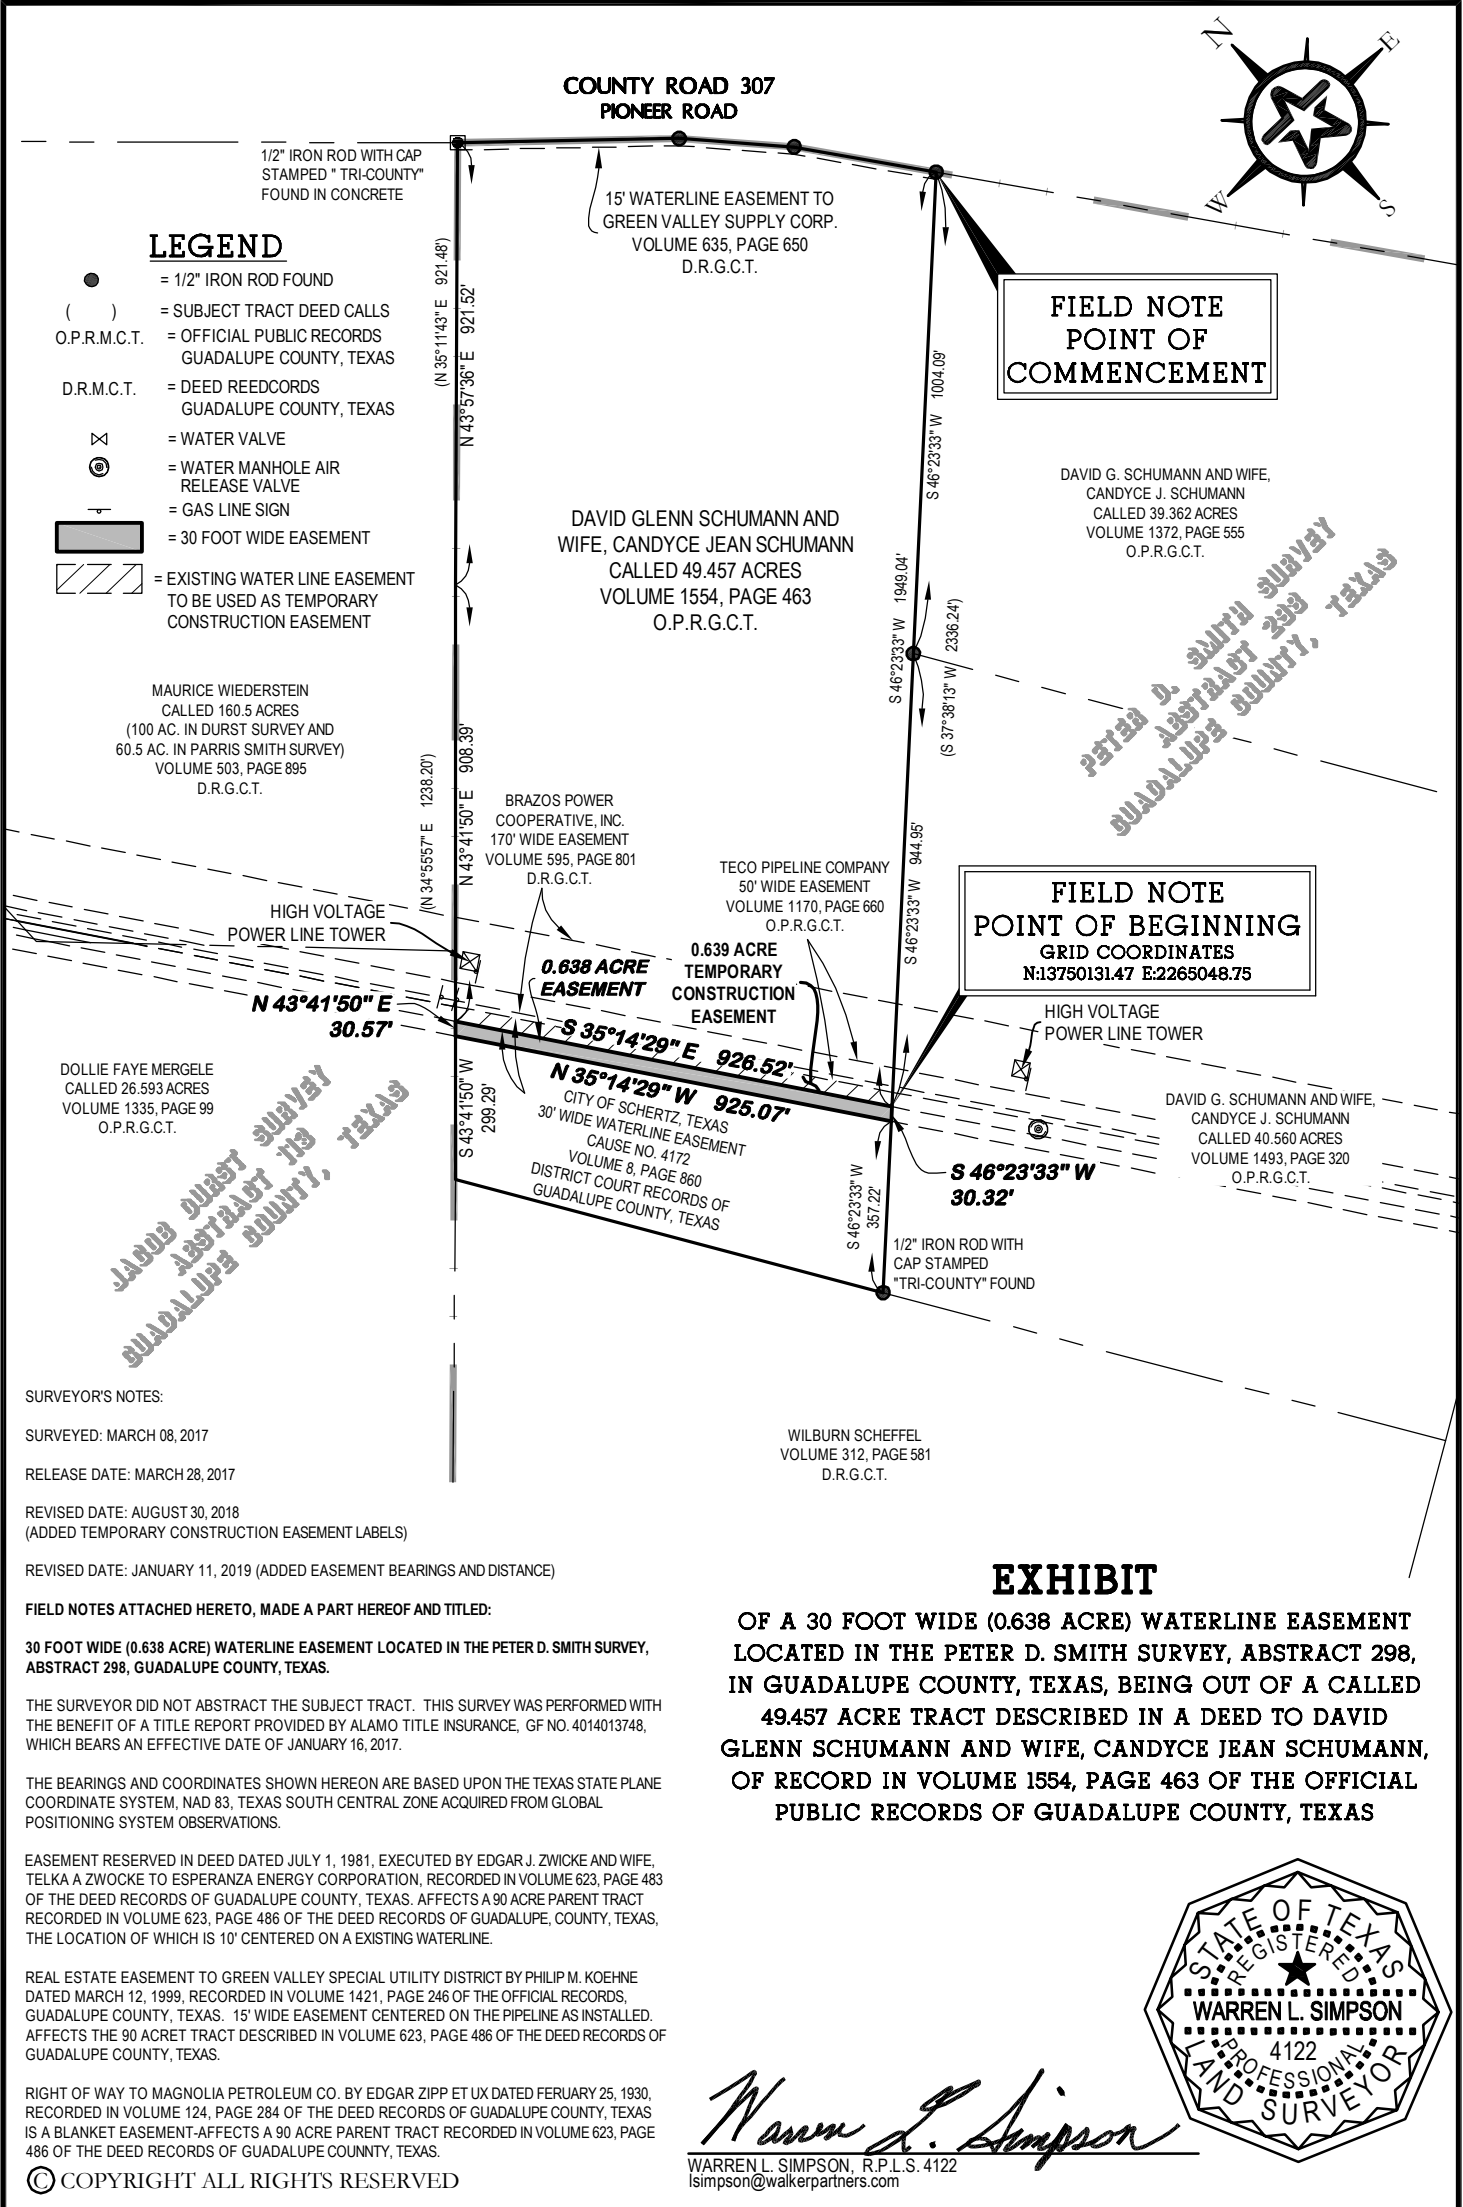 N
E
W
S
COUNTY ROAD 307
PIONEER ROAD
1/2" IRON ROD WITH CAP
STAMPED " TRI-COUNTY"
FOUND IN CONCRETE
15' WATERLINE EASEMENT TO
GREEN VALLEY SUPPLY CORP.
VOLUME 635, PAGE 650
D.R.G.C.T.
LEGEND
= 1/2" IRON ROD FOUND
( ) = SUBJECT TRACT DEED CALLS
O.P.R.M.C.T. = OFFICIAL PUBLIC RECORDS
GUADALUPE COUNTY, TEXAS
D.R.M.C.T. = DEED REEDCORDS
GUADALUPE COUNTY, TEXAS
= WATER VALVE
= WATER MANHOLE AIR
RELEASE VALVE
= GAS LINE SIGN
= 30 FOOT WIDE EASEMENT
= EXISTING WATER LINE EASEMENT
TO BE USED AS TEMPORARY
CONSTRUCTION EASEMENT
(N 35°11'43" E 921.48')
N 43°57'36" E 921.52'
FIELD NOTE
POINT OF
COMMENCEMENT
S 46°23'33" W 1004.09'
DAVID GLENN SCHUMANN AND
WIFE, CANDYCE JEAN SCHUMANN
CALLED 49.457 ACRES
VOLUME 1554, PAGE 463
O.P.R.G.C.T.
DAVID G. SCHUMANN AND WIFE,
CANDYCE J. SCHUMANN
CALLED 39.362 ACRES
VOLUME 1372, PAGE 555
O.P.R.G.C.T.
S 46°23'33" W 1949.04'
(S 37°38'13" W 2336.24')
PETER D. SMITH SURVEY
ABSTRACT 298
GUADALUPE COUNTY, TEXAS
MAURICE WIEDERSTEIN
CALLED 160.5 ACRES
(100 AC. IN DURST SURVEY AND
60.5 AC. IN PARRIS SMITH SURVEY)
VOLUME 503, PAGE 895
D.R.G.C.T.
(N 34°55'57" E 1238.20')
N 43°41'50" E 908.39'
BRAZOS POWER
COOPERATIVE, INC.
170' WIDE EASEMENT
VOLUME 595, PAGE 801
D.R.G.C.T.
TECO PIPELINE COMPANY
50' WIDE EASEMENT
VOLUME 1170, PAGE 660
O.P.R.G.C.T.
S 46°23'33" W 944.95'
FIELD NOTE
POINT OF BEGINNING
GRID COORDINATES
N:13750131.47 E:2265048.75
HIGH VOLTAGE
POWER LINE TOWER
0.638 ACRE
EASEMENT
0.639 ACRE
TEMPORARY
CONSTRUCTION
EASEMENT
N 43°41'50" E
30.57'
HIGH VOLTAGE
POWER LINE TOWER
S 35°14'29" E 926.52'
N 35°14'29" W 925.07'
CITY OF SCHERTZ, TEXAS
30' WIDE WATERLINE EASEMENT
CAUSE NO. 4172
VOLUME 8, PAGE 860
DISTRICT COURT RECORDS OF
GUADALUPE COUNTY, TEXAS
DOLLIE FAYE MERGELE
CALLED 26.593 ACRES
VOLUME 1335, PAGE 99
O.P.R.G.C.T.
S 43°41'50" W
299.29'
DAVID G. SCHUMANN AND WIFE,
CANDYCE J. SCHUMANN
CALLED 40.560 ACRES
VOLUME 1493, PAGE 320
O.P.R.G.C.T.
S 46°23'33" W
30.32'
JACOB DURST SURVEY
ABSTRACT 113
GUADALUPE COUNTY, TEXAS
S 46°23'33" W
357.22'
1/2" IRON ROD WITH
CAP STAMPED
"TRI-COUNTY" FOUND
WILBURN SCHEFFEL
VOLUME 312, PAGE 581
D.R.G.C.T.
SURVEYOR'S NOTES:
SURVEYED: MARCH 08, 2017
RELEASE DATE: MARCH 28, 2017
REVISED DATE: AUGUST 30, 2018
(ADDED TEMPORARY CONSTRUCTION EASEMENT LABELS)
REVISED DATE: JANUARY 11, 2019 (ADDED EASEMENT BEARINGS AND DISTANCE)
FIELD NOTES ATTACHED HERETO, MADE A PART HEREOF AND TITLED:
30 FOOT WIDE (0.638 ACRE) WATERLINE EASEMENT LOCATED IN THE PETER D. SMITH SURVEY,
ABSTRACT 298, GUADALUPE COUNTY, TEXAS.
THE SURVEYOR DID NOT ABSTRACT THE SUBJECT TRACT. THIS SURVEY WAS PERFORMED WITH
THE BENEFIT OF A TITLE REPORT PROVIDED BY ALAMO TITLE INSURANCE, GF NO. 4014013748,
WHICH BEARS AN EFFECTIVE DATE OF JANUARY 16, 2017.
THE BEARINGS AND COORDINATES SHOWN HEREON ARE BASED UPON THE TEXAS STATE PLANE
COORDINATE SYSTEM, NAD 83, TEXAS SOUTH CENTRAL ZONE ACQUIRED FROM GLOBAL
POSITIONING SYSTEM OBSERVATIONS.
EASEMENT RESERVED IN DEED DATED JULY 1, 1981, EXECUTED BY EDGAR J. ZWICKE AND WIFE,
TELKA A ZWOCKE TO ESPERANZA ENERGY CORPORATION, RECORDED IN VOLUME 623, PAGE 483
OF THE DEED RECORDS OF GUADALUPE COUNTY, TEXAS. AFFECTS A 90 ACRE PARENT TRACT
RECORDED IN VOLUME 623, PAGE 486 OF THE DEED RECORDS OF GUADALUPE, COUNTY, TEXAS,
THE LOCATION OF WHICH IS 10' CENTERED ON A EXISTING WATERLINE.
REAL ESTATE EASEMENT TO GREEN VALLEY SPECIAL UTILITY DISTRICT BY PHILIP M. KOEHNE
DATED MARCH 12, 1999, RECORDED IN VOLUME 1421, PAGE 246 OF THE OFFICIAL RECORDS,
GUADALUPE COUNTY, TEXAS. 15' WIDE EASEMENT CENTERED ON THE PIPELINE AS INSTALLED.
AFFECTS THE 90 ACRET TRACT DESCRIBED IN VOLUME 623, PAGE 486 OF THE DEED RECORDS OF
GUADALUPE COUNTY, TEXAS.
RIGHT OF WAY TO MAGNOLIA PETROLEUM CO. BY EDGAR ZIPP ET UX DATED FERUARY 25, 1930,
RECORDED IN VOLUME 124, PAGE 284 OF THE DEED RECORDS OF GUADALUPE COUNTY, TEXAS
IS A BLANKET EASEMENT-AFFECTS A 90 ACRE PARENT TRACT RECORDED IN VOLUME 623, PAGE
486 OF THE DEED RECORDS OF GUADALUPE COUNNTY, TEXAS.
© COPYRIGHT ALL RIGHTS RESERVED
EXHIBIT
OF A 30 FOOT WIDE (0.638 ACRE) WATERLINE EASEMENT
LOCATED IN THE PETER D. SMITH SURVEY, ABSTRACT 298,
IN GUADALUPE COUNTY, TEXAS, BEING OUT OF A CALLED
49.457 ACRE TRACT DESCRIBED IN A DEED TO DAVID
GLENN SCHUMANN AND WIFE, CANDYCE JEAN SCHUMANN,
OF RECORD IN VOLUME 1554, PAGE 463 OF THE OFFICIAL
PUBLIC RECORDS OF GUADALUPE COUNTY, TEXAS
STATE OF TEXAS
REGISTERED
WARREN L. SIMPSON
4122
PROFESSIONAL
LAND SURVEYOR
Warren L. Simpson
WARREN L. SIMPSON, R.P.L.S. 4122
lsimpson@walkerpartners.com